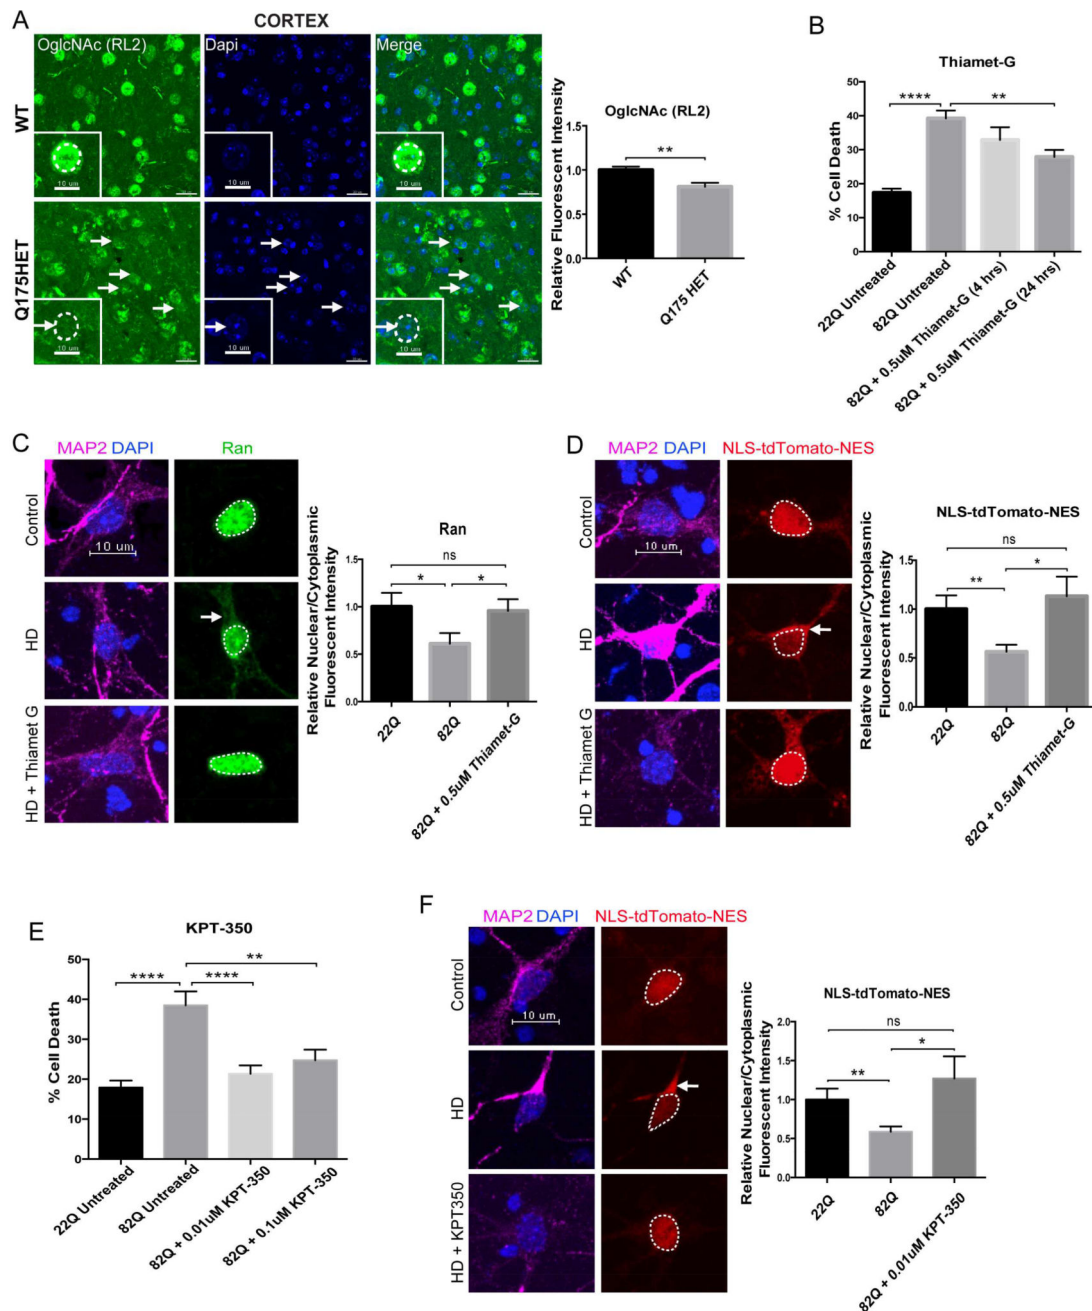 A
CORTEX
OglcNAc (RL2)
Dapi
Merge
WT
10 um
10 um
10 um
Q175HET
10 um
10 um
10 um
OglcNAc (RL2)
Relative Fluorescent Intensity
1.5
1.0
0.5
0.0
**
WT
Q175 HET
B
Thiamet-G
% Cell Death
50
40
30
20
10
0
****
**
22Q Untreated
82Q Untreated
82Q + 0.5uM Thiamet-G (4 hrs)
82Q + 0.5uM Thiamet-G (24 hrs)
C
MAP2 DAPI
Ran
Control
10 um
HD
HD + Thiamet G
Ran
Relative Nuclear/Cytoplasmic
Fluorescent Intensity
1.5
1.0
0.5
0.0
ns
*
*
22Q
82Q
82Q + 0.5uM Thiamet-G
D
MAP2 DAPI
NLS-tdTomato-NES
Control
10 um
HD
HD + Thiamet G
NLS-tdTomato-NES
Relative Nuclear/Cytoplasmic
Fluorescent Intensity
1.5
1.0
0.5
0.0
ns
**
*
22Q
82Q
82Q + 0.5uM Thiamet-G
E
KPT-350
% Cell Death
50
40
30
20
10
0
****
****
**
22Q Untreated
82Q Untreated
82Q + 0.01uM KPT-350
82Q + 0.1uM KPT-350
F
MAP2 DAPI
NLS-tdTomato-NES
Control
10 um
HD
HD + KPT350
NLS-tdTomato-NES
Relative Nuclear/Cytoplasmic
Fluorescent Intensity
2.0
1.5
1.0
0.5
0.0
ns
**
*
22Q
82Q
82Q + 0.01uM KPT-350